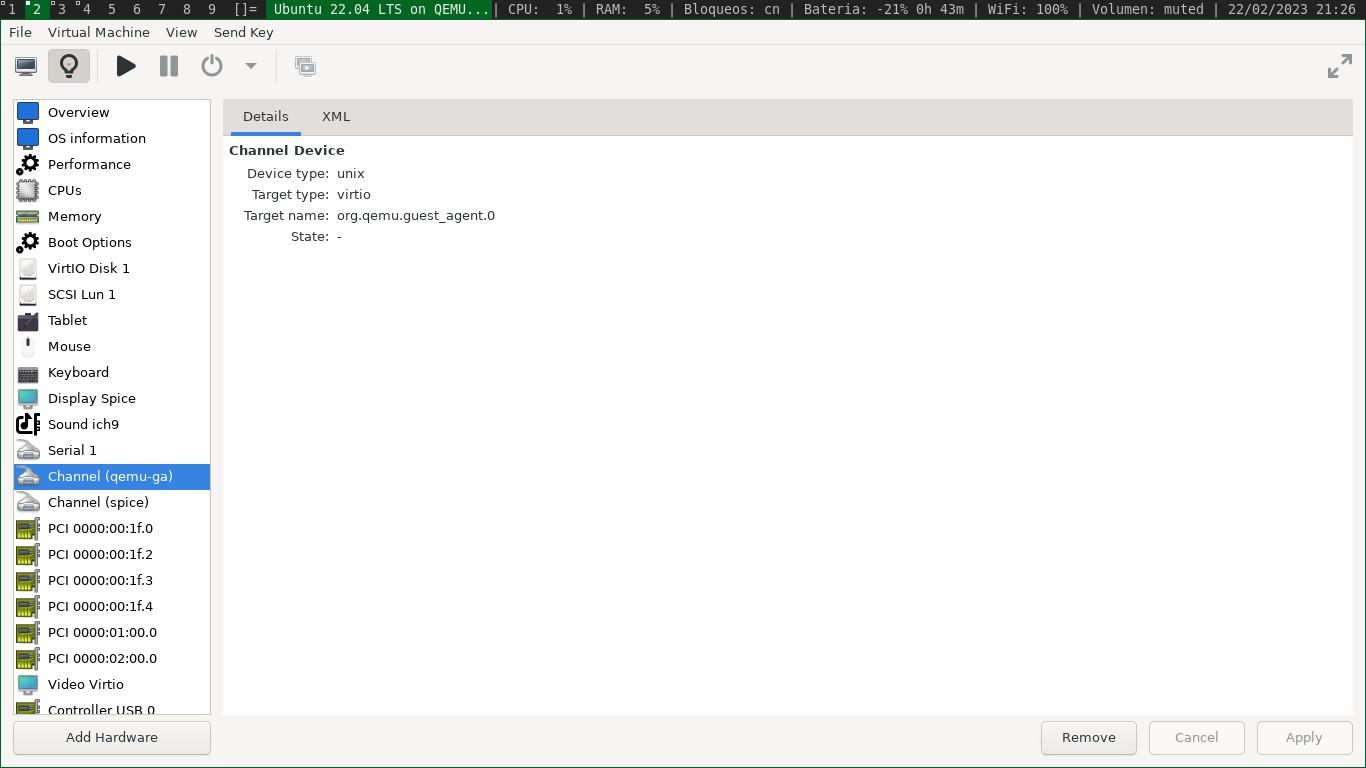 1 2 3 4 5 6 7 8 9 []= Ubuntu 22.04 LTS on QEMU... | CPU: 1% | RAM: 5% | Bloqueos: cn | Bateria: -21% 0h 43m | WiFi: 100% | Volumen: muted | 22/02/2023 21:26
File Virtual Machine View Send Key
Overview
OS information
Performance
CPUs
Memory
Boot Options
VirtIO Disk 1
SCSI Lun 1
Tablet
Mouse
Keyboard
Display Spice
Sound ich9
Serial 1
Channel (qemu-ga)
Channel (spice)
PCI 0000:00:1f.0
PCI 0000:00:1f.2
PCI 0000:00:1f.3
PCI 0000:00:1f.4
PCI 0000:01:00.0
PCI 0000:02:00.0
Video Virtio
Controller USB 0
Add Hardware
Details XML
Channel Device
Device type: unix
Target type: virtio
Target name: org.qemu.guest_agent.0
State: -
Remove Cancel Apply